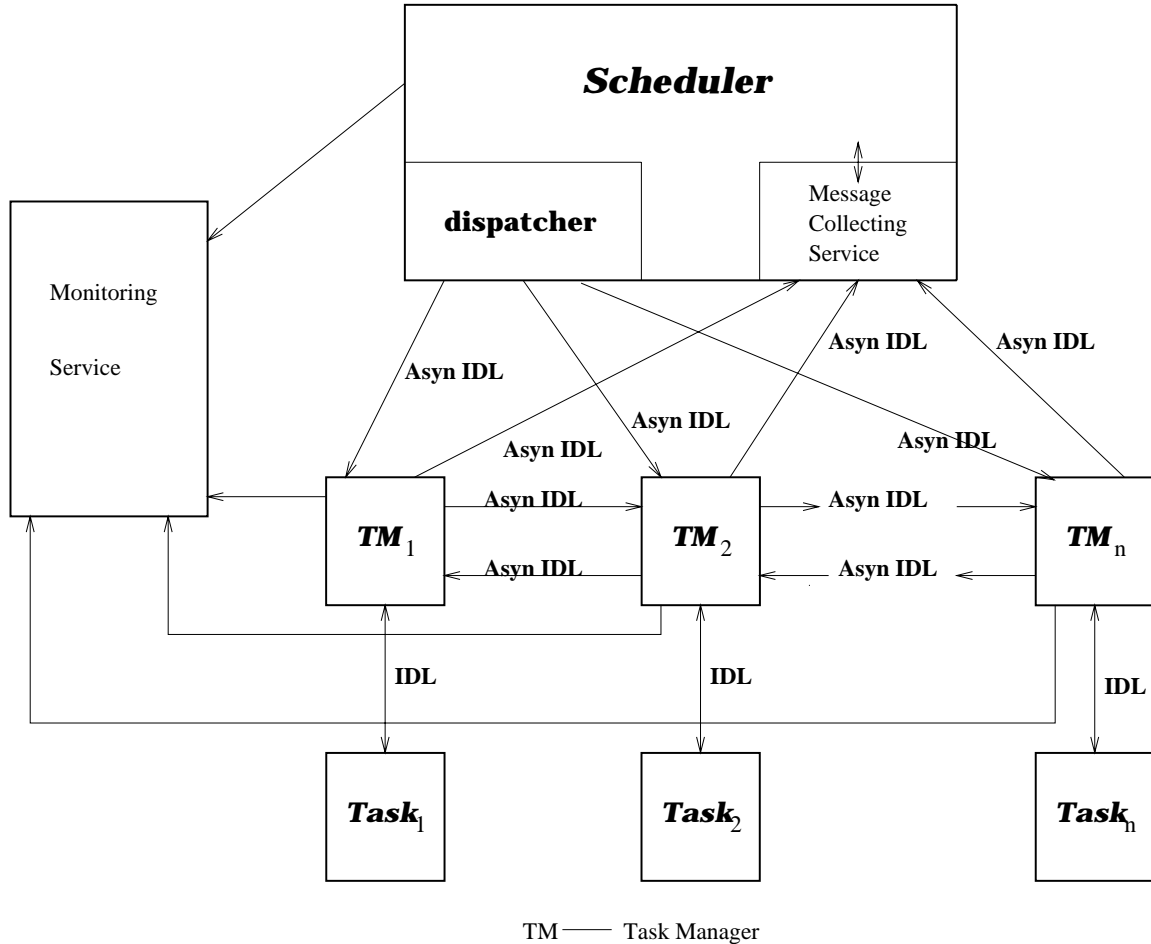 Scheduler
dispatcher
Message
Collecting
Service
Monitoring
Service
Asyn IDL
Asyn IDL
Asyn IDL
Asyn IDL
Asyn IDL
Asyn IDL
Asyn IDL
Asyn IDL
TM1
TM2
TMn
Asyn IDL
Asyn IDL
IDL
IDL
IDL
Task1
Task2
Taskn
TM — Task Manager